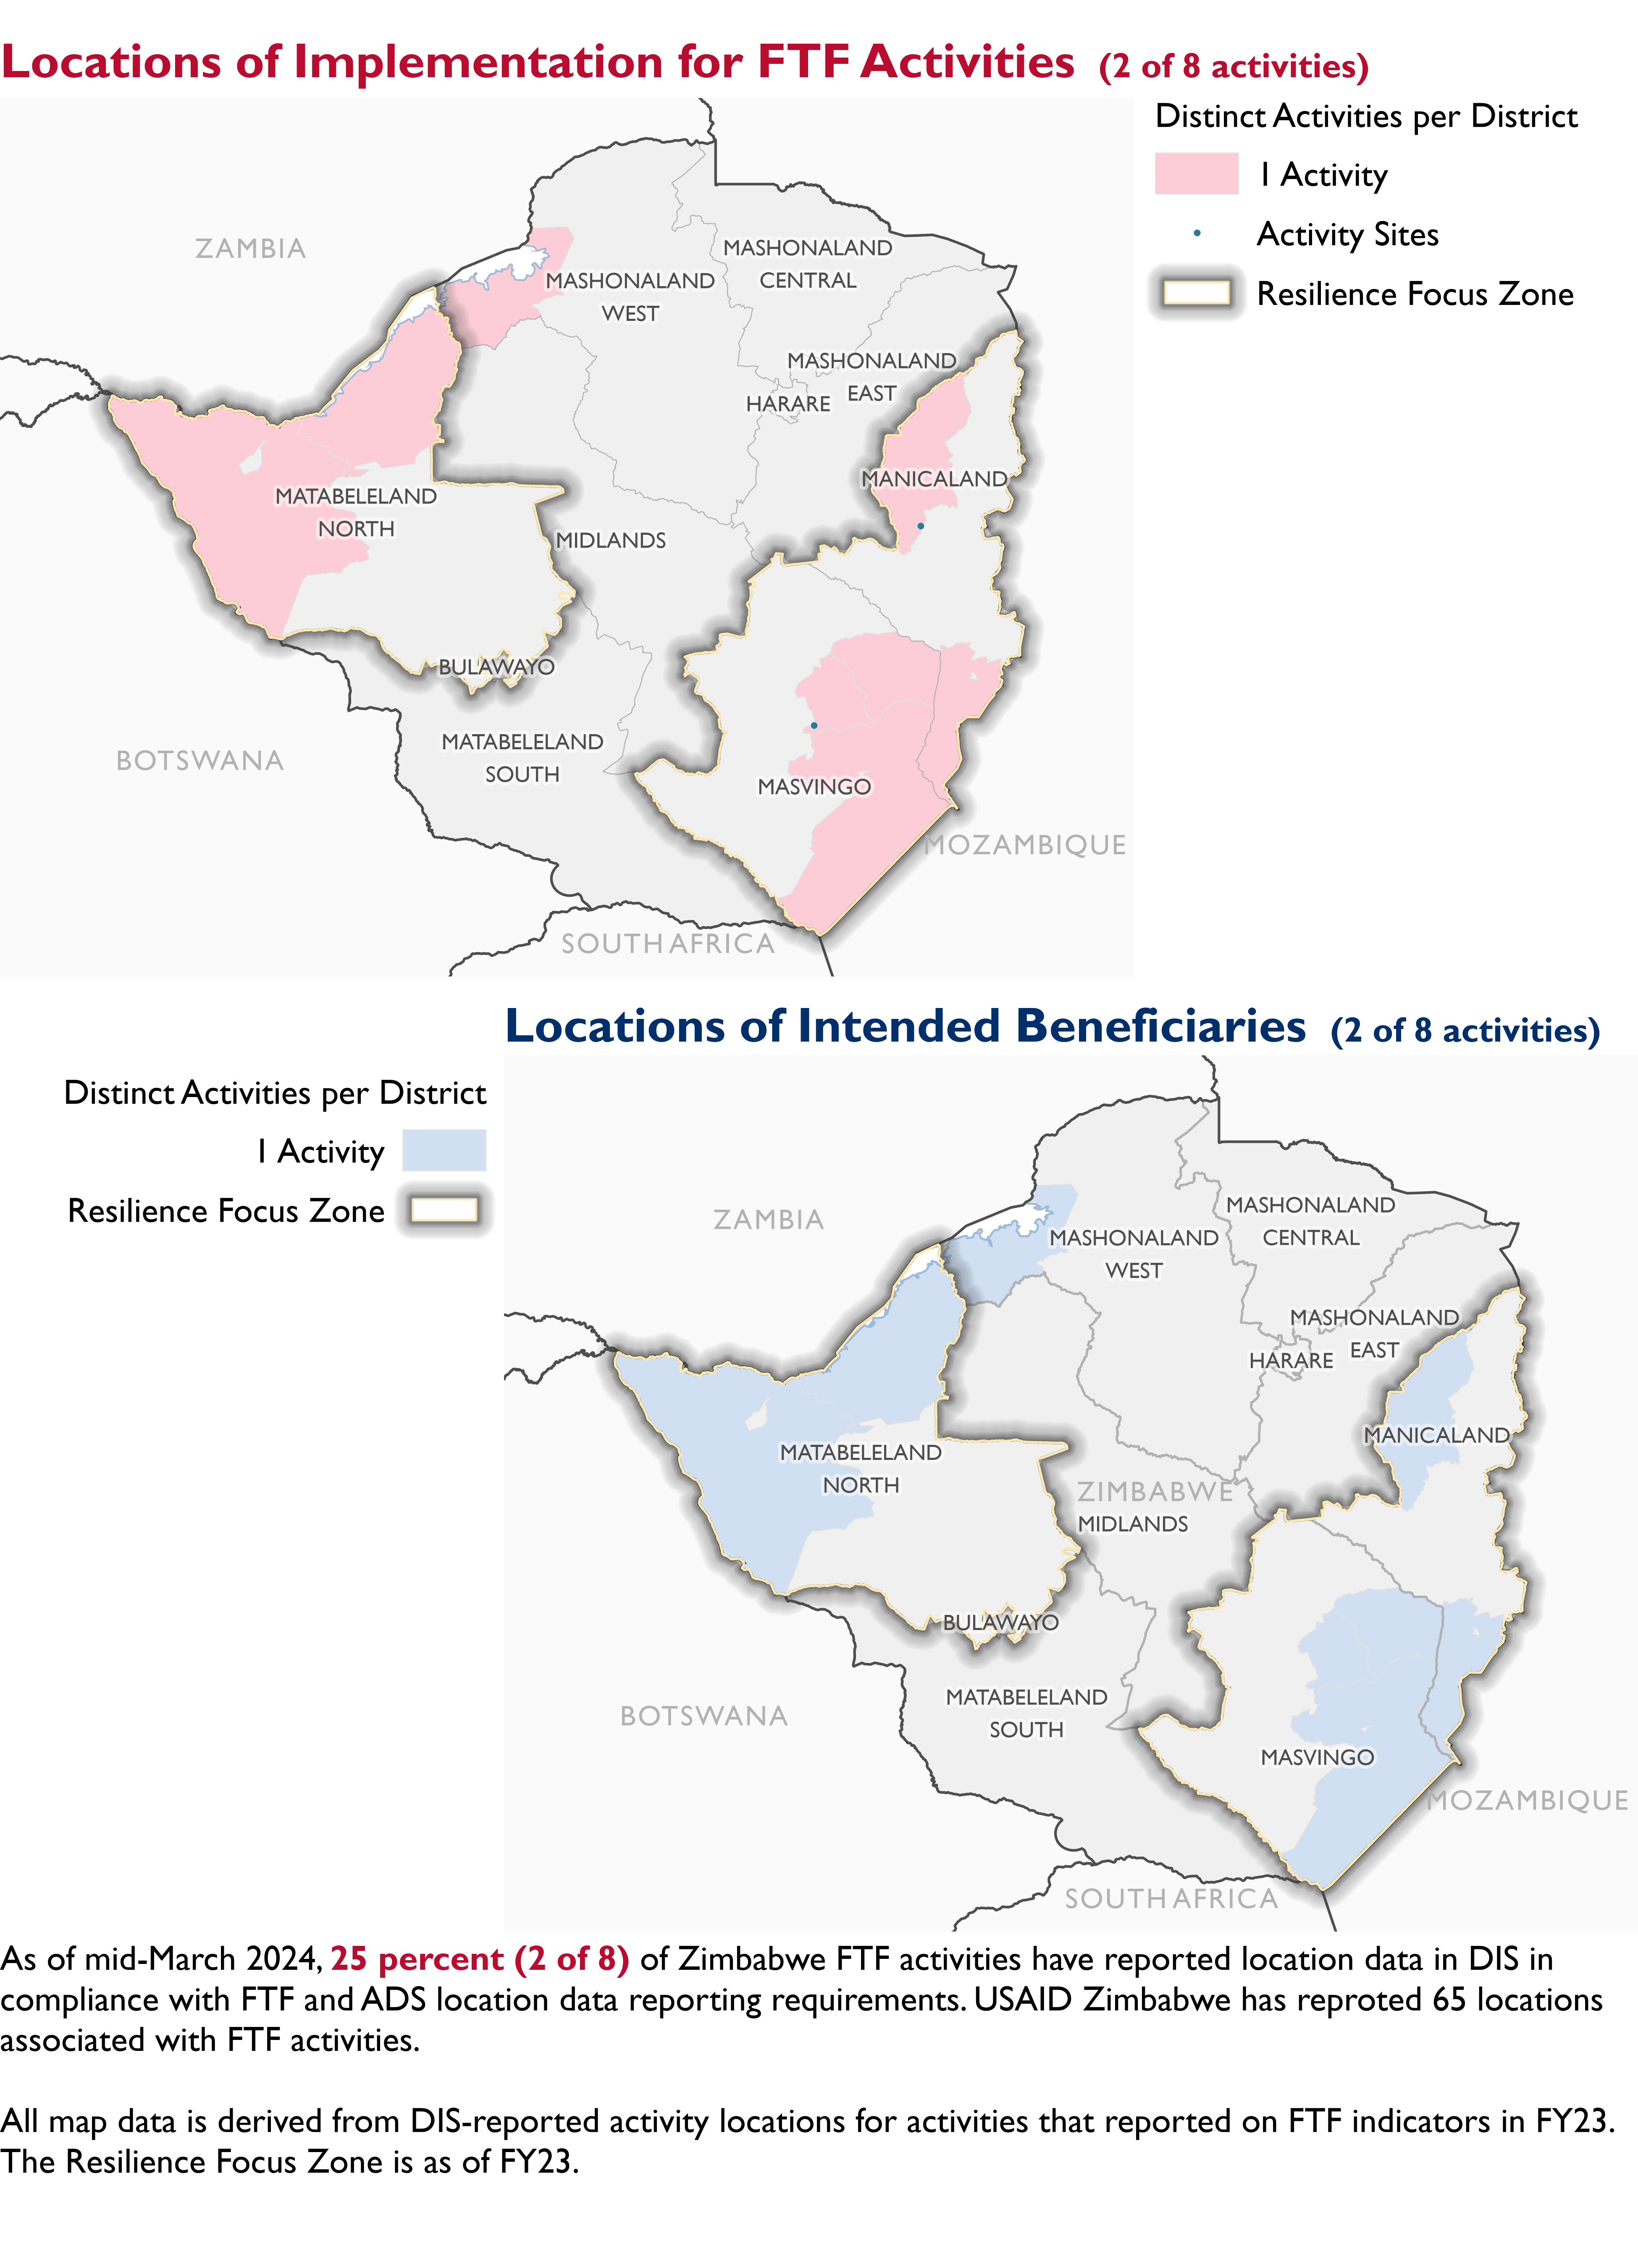 Locations of Implementation for FTF Activities (2 of 8 activities)
Distinct Activities per District
1 Activity
Activity Sites
Resilience Focus Zone
ZAMBIA
MASHONALAND
CENTRAL
MASHONALAND
WEST
MASHONALAND
EAST
HARARE
MANICALAND
MATABELELAND
NORTH
MIDLANDS
BULAWAYO
MATABELELAND
SOUTH
BOTSWANA
MASVINGO
MOZAMBIQUE
SOUTH AFRICA
Locations of Intended Beneficiaries (2 of 8 activities)
Distinct Activities per District
1 Activity
Resilience Focus Zone
ZAMBIA
MASHONALAND
CENTRAL
MASHONALAND
WEST
MASHONALAND
EAST
HARARE
MANICALAND
MATABELELAND
NORTH
ZIMBABWE
MIDLANDS
BULAWAYO
MATABELELAND
SOUTH
BOTSWANA
MASVINGO
MOZAMBIQUE
SOUTH AFRICA
As of mid-March 2024, 25 percent (2 of 8) of Zimbabwe FTF activities have reported location data in DIS in
compliance with FTF and ADS location data reporting requirements. USAID Zimbabwe has reproted 65 locations
associated with FTF activities.
All map data is derived from DIS-reported activity locations for activities that reported on FTF indicators in FY23.
The Resilience Focus Zone is as of FY23.